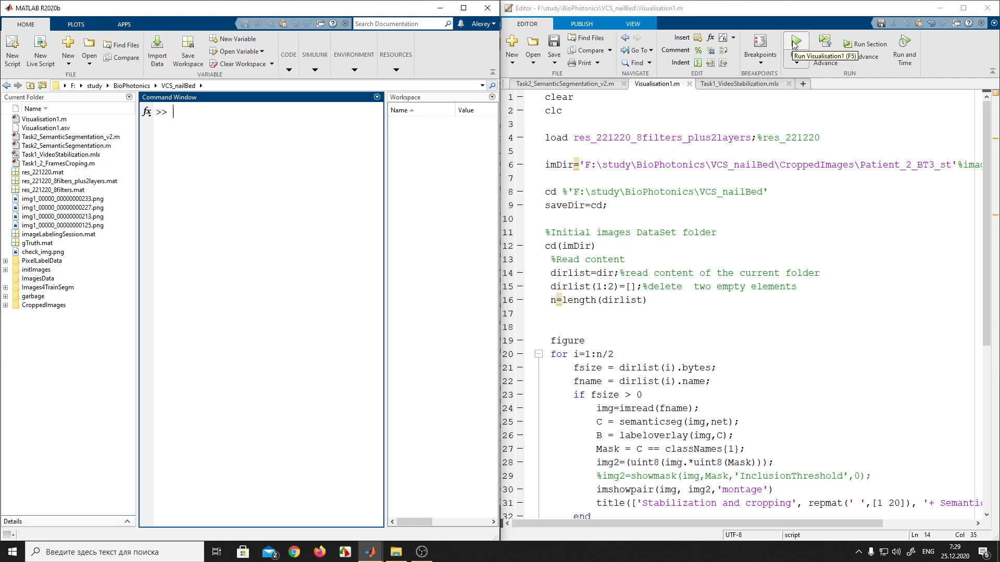 MATLAB R2020b
HOME PLOTS APPS
Search Documentation
Alexey
New Script
New Live Script
New
Open
Find Files
Compare
Import Data
Save Workspace
New Variable
Open Variable
Clear Workspace
CODE
SIMULINK
ENVIRONMENT
RESOURCES
FILE
VARIABLE
F: study BioPhotonics VCS_nailBed
Current Folder
Name
Visualisation1.m
Visualisation1.asv
Task2_SemanticSegmentation_v2.m
Task2_SemanticSegmentation.m
Task1_VideoStabilization.mlx
Task1_2_FramesCroping.m
res_221220.mat
res_221220_8filters_plus2layers.mat
res_221220_8filters.mat
img1_00000_00000000233.png
img1_00000_00000000227.png
img1_00000_00000000213.png
img1_00000_00000000125.png
imageLabelingSession.mat
gTruth.mat
check_img.png
PixelLabelData
initImages
ImagesData
Images4TrainSegm
garbage
CroppedImages
Details
Command Window
fx >>
Workspace
Name Value
Editor - F:\study\BioPhotonics\VCS_nailBed\Visualisation1.m
EDITOR PUBLISH VIEW
New
Open
Save
Find Files
Compare
Print
Go To
Find
Insert
Comment
Indent
Breakpoints
Run Visualisation1 (F5)
Advance
Run Section
Run and Time
FILE
NAVIGATE
EDIT
BREAKPOINTS
RUN
Task2_SemanticSegmentation_v2.m Visualisation1.m Task1_VideoStabilization.mlx
1 clear
2 clc
3
4 load res_221220_8filters_plus2layers;%res_221220
5
6 imDir='F:\study\BioPhotonics\VCS_nailBed\CroppedImages\Patient_2_BT3_st'%imag
7
8 cd %'F:\study\BioPhotonics\VCS_nailBed'
9 saveDir=cd;
10
11 %Initial images DataSet folder
12 cd(imDir)
13 %Read content
14 dirlist=dir;%read content of the current folder
15 dirlist(1:2)=[];%delete  two empty elements
16 n=length(dirlist)
17
18
19 figure
20 for i=1:n/2
21 fsize = dirlist(i).bytes;
22 fname = dirlist(i).name;
23 if fsize > 0
24 img=imread(fname);
25 C = semanticseg(img,net);
26 B = labeloverlay(img,C);
27 Mask = C == classNames{1};
28 img2=(uint8(img.*uint8(Mask)));
29 %img2=showmask(img,Mask,'InclusionThreshold',0);
30 imshowpair(img, img2,'montage')
31 title(['Stabilization and cropping', repmat(' ',[1 20]), '+ Semantic
32 end
UTF-8 script Ln 14 Col 35
Введите здесь текст для поиска
2
ENG
7:29
25.12.2020
6